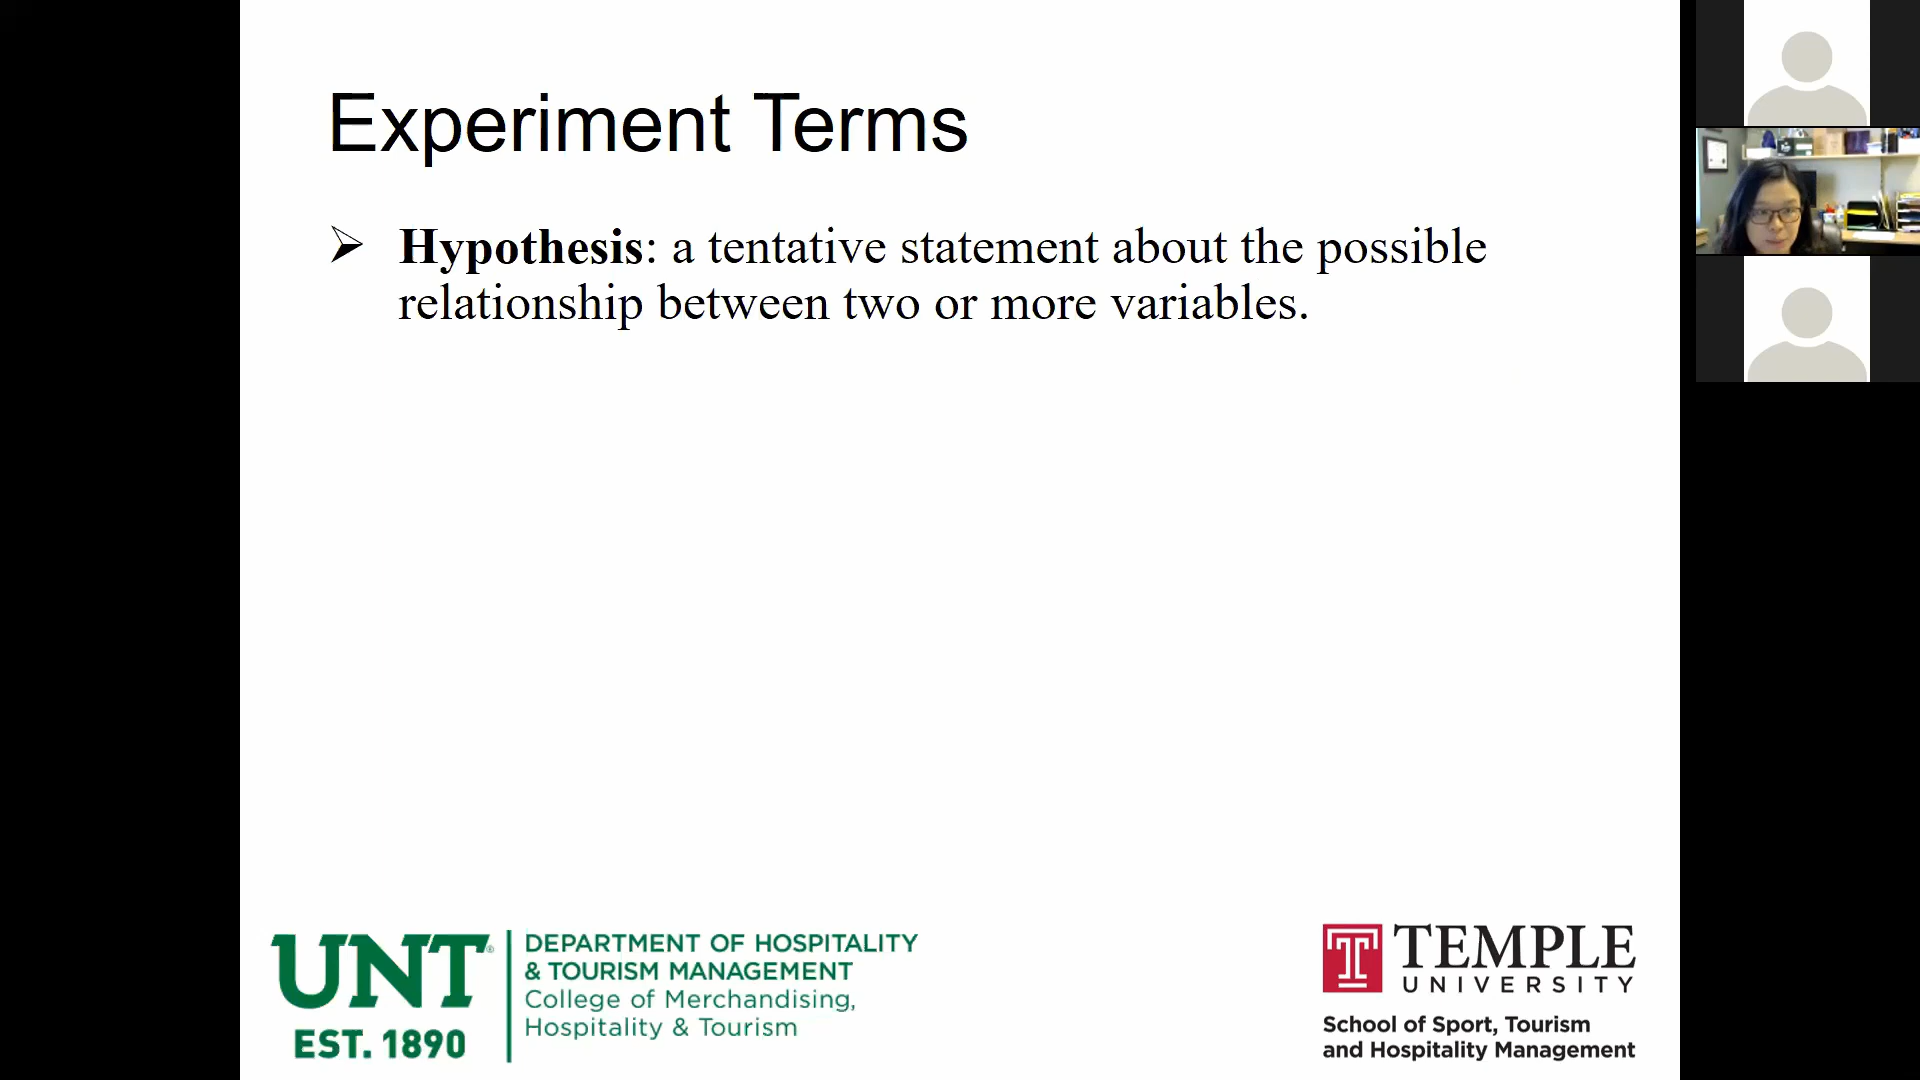 Experiment Terms
➢ Hypothesis: a tentative statement about the possible
relationship between two or more variables.
UNT®
EST. 1890
DEPARTMENT OF HOSPITALITY
& TOURISM MANAGEMENT
College of Merchandising,
Hospitality & Tourism
T TEMPLE
UNIVERSITY
School of Sport, Tourism
and Hospitality Management